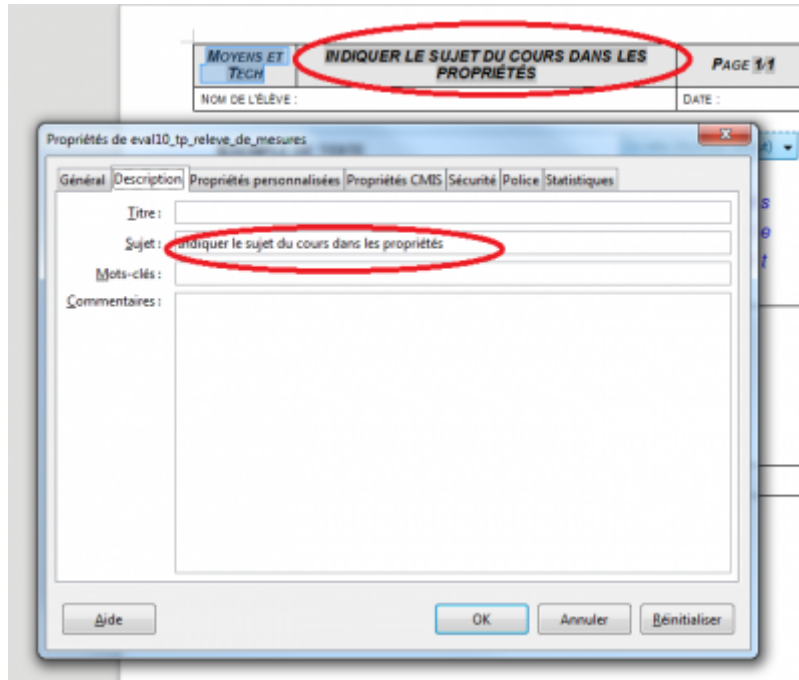 MOYENS ET TECH
INDIQUER LE SUJET DU COURS DANS LES PROPRIÉTÉS
PAGE 1/1
NOM DE L'ÉLÈVE :
DATE :
Propriétés de eval10_tp_releve_de_mesures
Général Description Propriétés personnalisées Propriétés CMIS Sécurité Police Statistiques
Titre :
Sujet : Indiquer le sujet du cours dans les propriétés
Mots-clés :
Commentaires :
Aide OK Annuler Réinitialiser